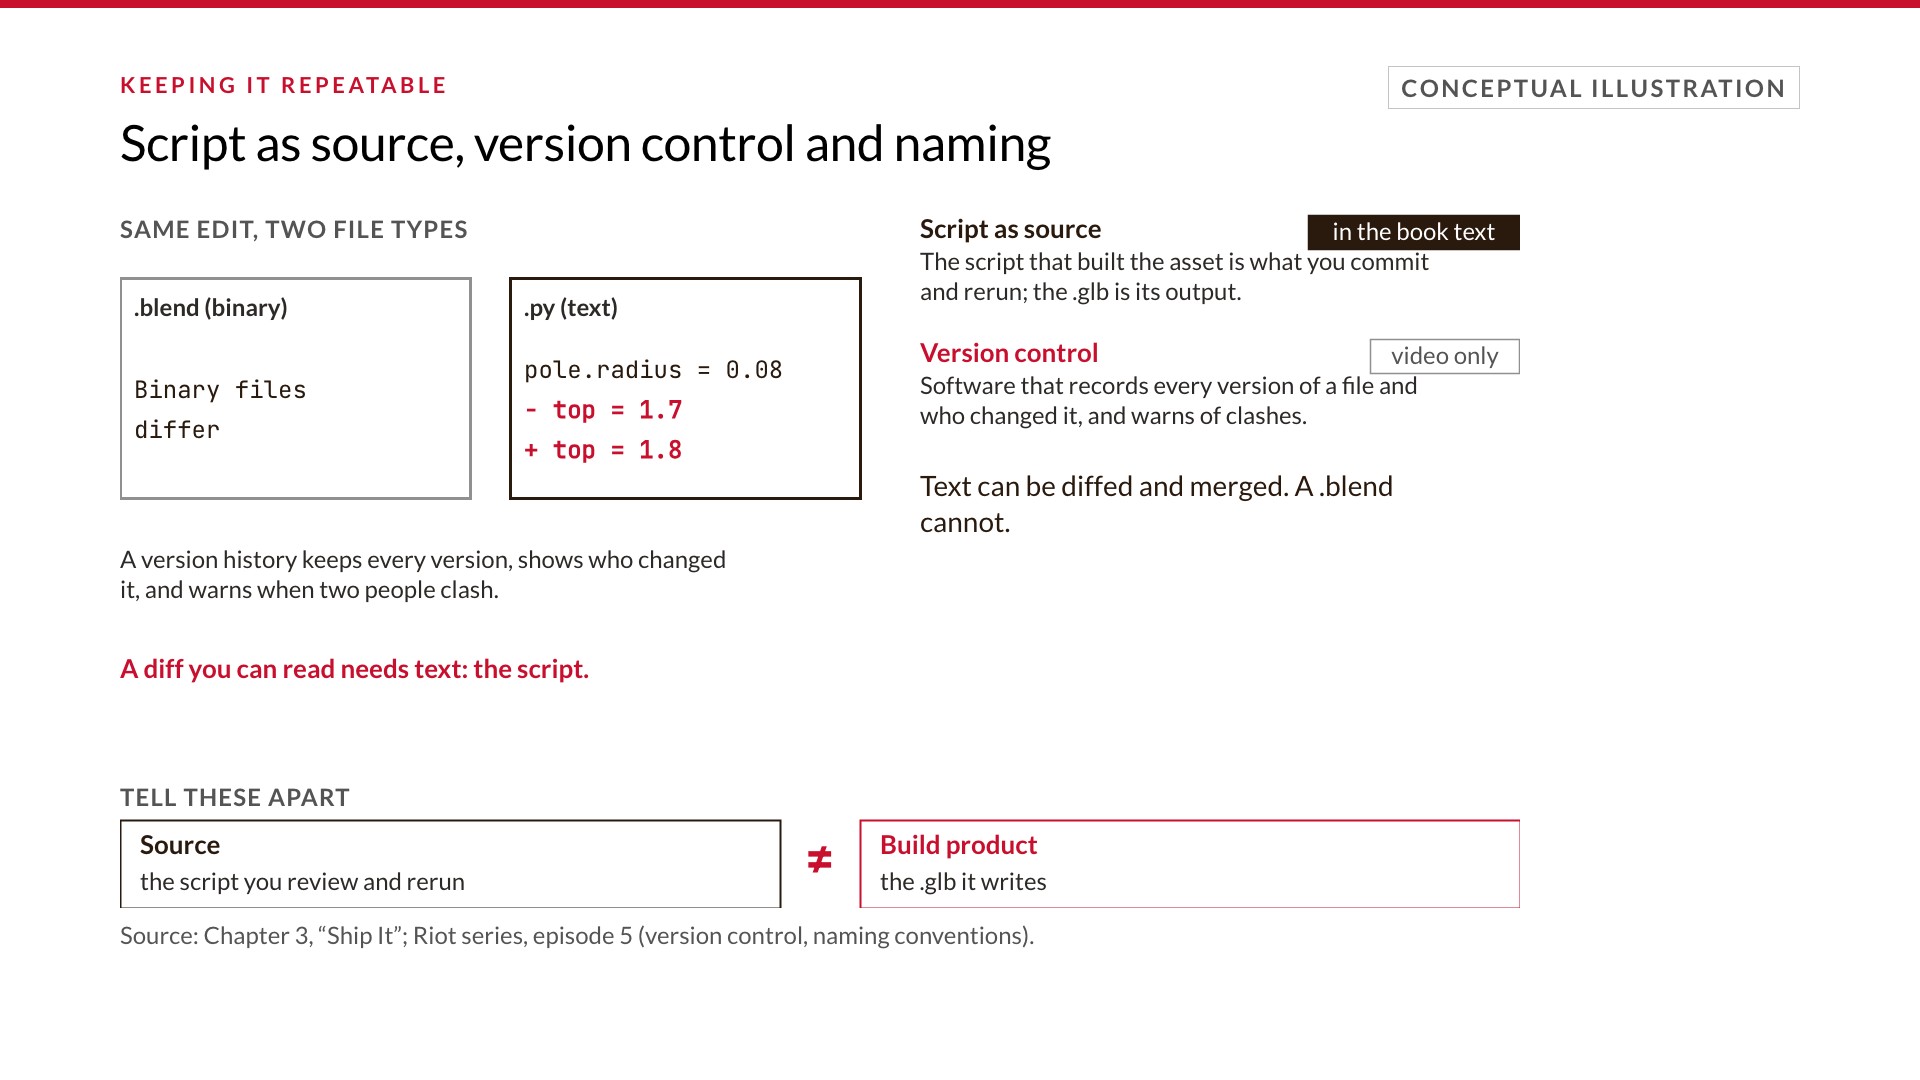 KEEPING IT REPEATABLE
CONCEPTUAL ILLUSTRATION
Script as source, version control and naming
SAME EDIT, TWO FILE TYPES
.blend (binary)
Binary files
differ
.py (text)
pole.radius = 0.08
- top = 1.7
+ top = 1.8
A version history keeps every version, shows who changed
it, and warns when two people clash.
A diff you can read needs text: the script.
Script as source
in the book text
The script that built the asset is what you commit
and rerun; the .glb is its output.
Version control
video only
Software that records every version of a file and
who changed it, and warns of clashes.
Text can be diffed and merged. A .blend
cannot.
TELL THESE APART
Source
the script you review and rerun
≠
Build product
the .glb it writes
Source: Chapter 3, “Ship It”; Riot series, episode 5 (version control, naming conventions).